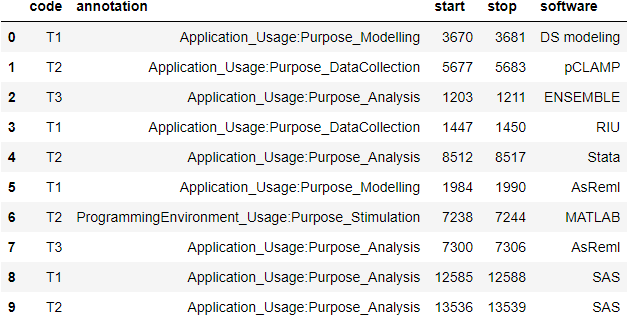 code annotation start stop software
0 T1 Application_Usage:Purpose_Modelling 3670 3681 DS modeling
1 T2 Application_Usage:Purpose_DataCollection 5677 5683 pCLAMP
2 T3 Application_Usage:Purpose_Analysis 1203 1211 ENSEMBLE
3 T1 Application_Usage:Purpose_DataCollection 1447 1450 RIU
4 T2 Application_Usage:Purpose_Analysis 8512 8517 Stata
5 T1 Application_Usage:Purpose_Modelling 1984 1990 AsReml
6 T2 ProgrammingEnvironment_Usage:Purpose_Stimulation 7238 7244 MATLAB
7 T3 Application_Usage:Purpose_Analysis 7300 7306 AsReml
8 T1 Application_Usage:Purpose_Analysis 12585 12588 SAS
9 T2 Application_Usage:Purpose_Analysis 13536 13539 SAS